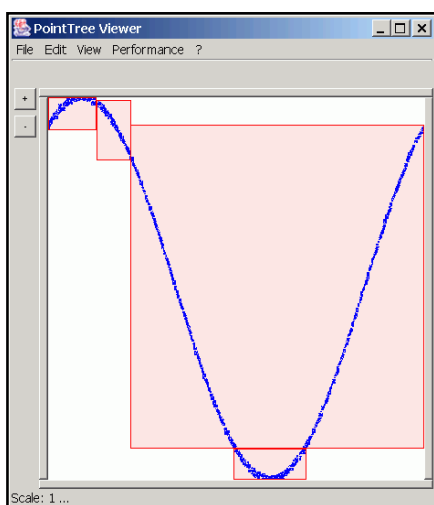 PointTree Viewer
File Edit View Performance ?
+
-
Scale: 1 ...